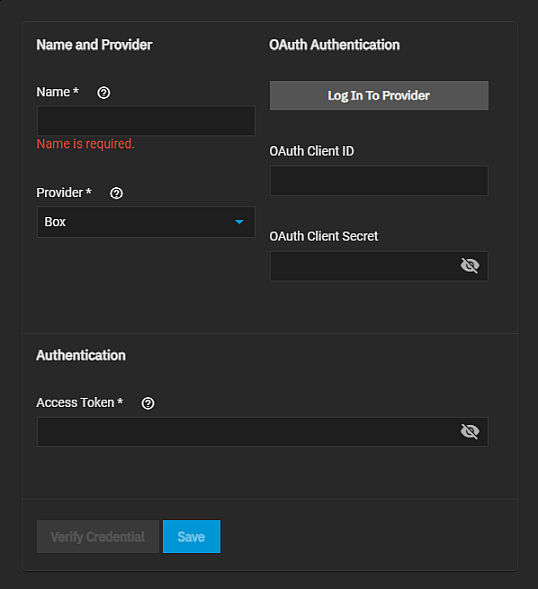 Name and Provider
Name *
Name is required.
Provider *
Box
OAuth Authentication
Log In To Provider
OAuth Client ID
OAuth Client Secret
Authentication
Access Token *
Verify Credential
Save